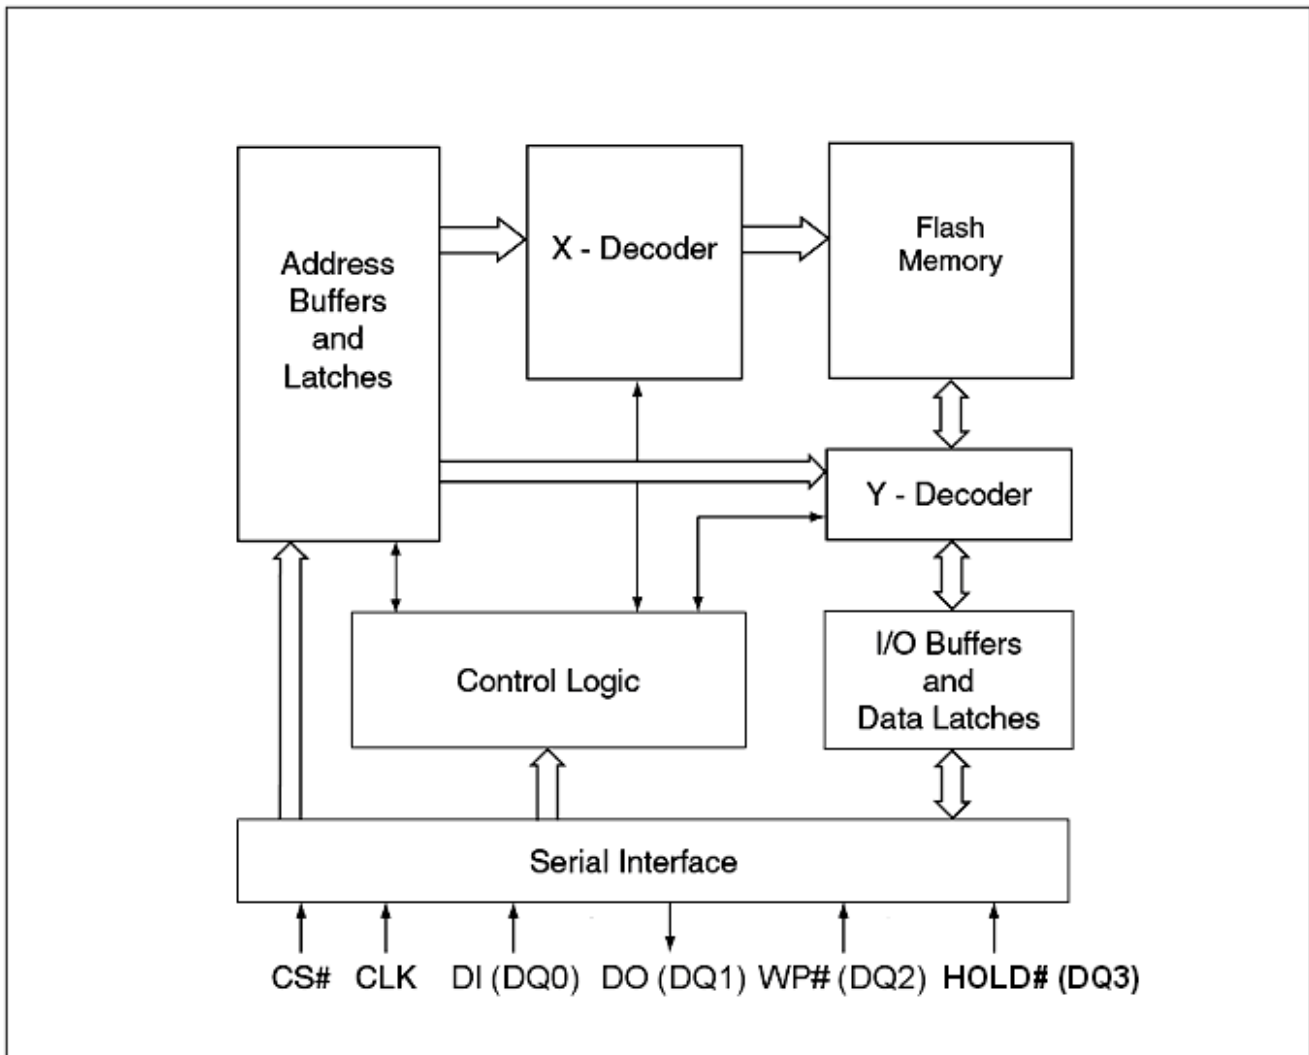 Address
Buffers
and
Latches
X - Decoder
Flash
Memory
Y - Decoder
Control Logic
I/O Buffers
and
Data Latches
Serial Interface
CS# CLK DI (DQ0) DO (DQ1) WP# (DQ2) HOLD# (DQ3)